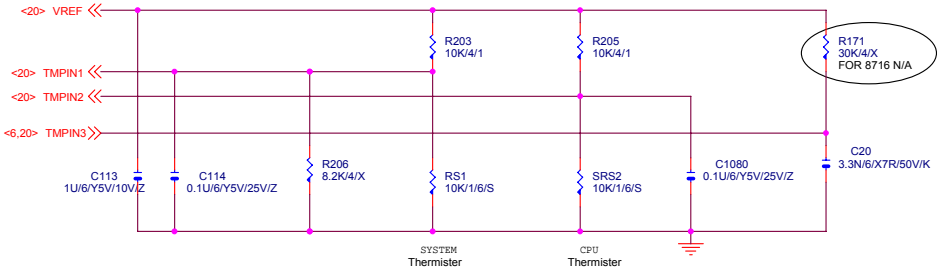 <20> VREF
R203
10K/4/1
R205
10K/4/1
R171
30K/4/X
FOR 8716 N/A
<20> TMPIN1
<20> TMPIN2
<6,20> TMPIN3
C113
1U/6/Y5V/10V/Z
C114
0.1U/6/Y5V/25V/Z
R206
8.2K/4/X
RS1
10K/1/6/S
SRS2
10K/1/6/S
C1080
0.1U/6/Y5V/25V/Z
C20
3.3N/6/X7R/50V/K
SYSTEM
Thermister
CPU
Thermister